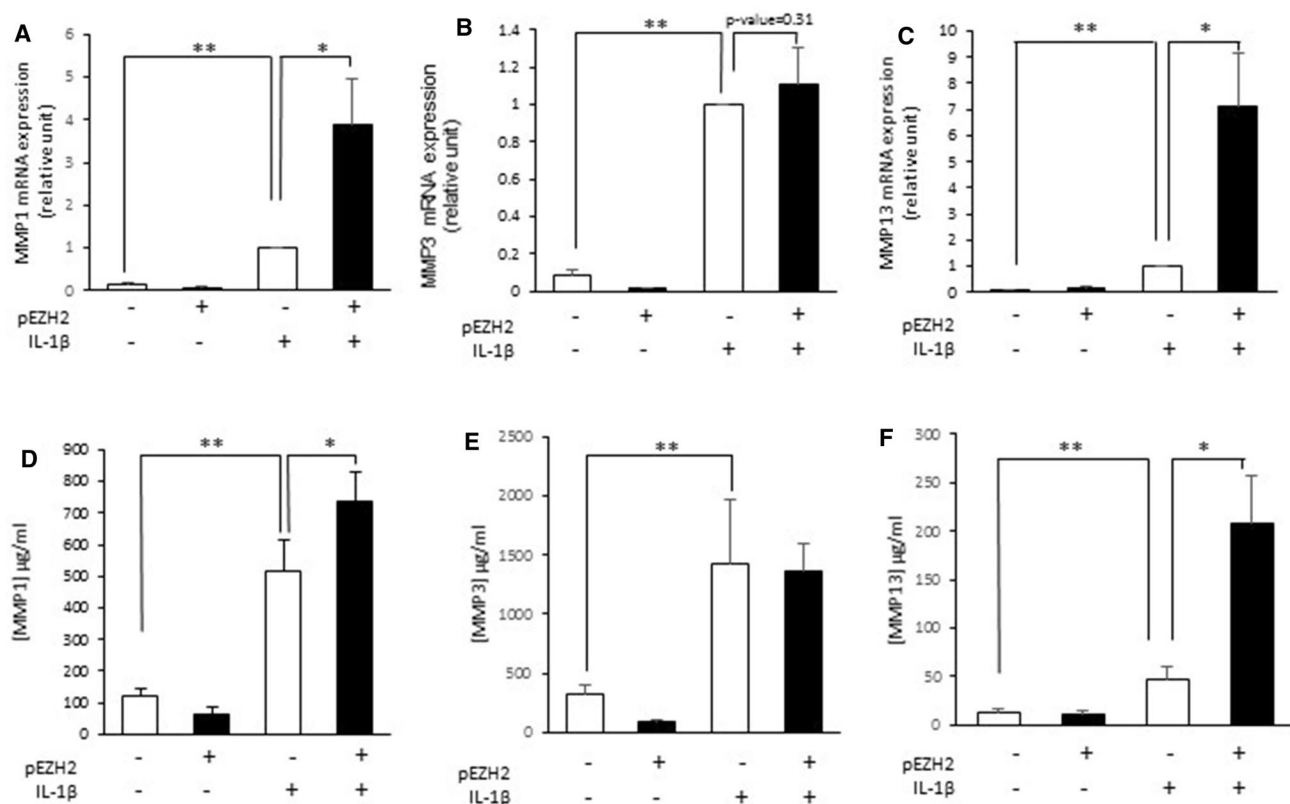 A
MMP1 mRNA expression
(relative unit)
6
5
4
3
2
1
0
**
*
pEZH2 - + - +
IL-1β - - + +
B
MMP3 mRNA expression
(relative unit)
1.4
1.2
1
0.8
0.6
0.4
0.2
0
**
p-value=0.31
pEZH2 - + - +
IL-1β - - + +
C
MMP13 mRNA expression
(relative unit)
10
9
8
7
6
5
4
3
2
1
0
**
*
pEZH2 - + - +
IL-1β - - + +
D
[MMP1] µg/ml
900
800
700
600
500
400
300
200
100
0
**
*
pEZH2 - + - +
IL-1β - - + +
E
[MMP3] µg/ml
2500
2000
1500
1000
500
0
**
pEZH2 - + - +
IL-1β - - + +
F
[MMP13] µg/ml
300
250
200
150
100
50
0
**
*
pEZH2 - + - +
IL-1β - - + +